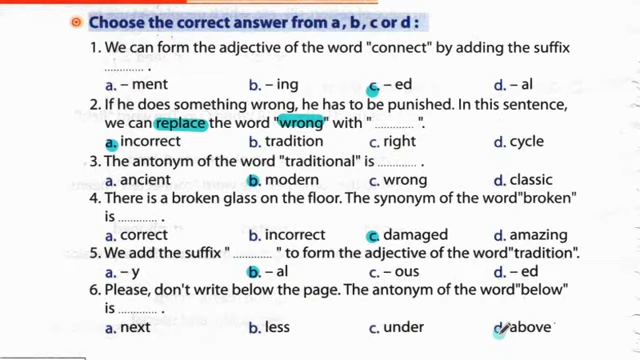 Choose the correct answer from a, b, c or d :
1. We can form the adjective of the word "connect" by adding the suffix
............. .
a. – ment b. – ing c. – ed d. – al
2. If he does something wrong, he has to be punished. In this sentence,
we can replace the word "wrong" with " ............. ".
a. incorrect b. tradition c. right d. cycle
3. The antonym of the word "traditional" is ............. .
a. ancient b. modern c. wrong d. classic
4. There is a broken glass on the floor. The synonym of the word"broken"
is ............. .
a. correct b. incorrect c. damaged d. amazing
5. We add the suffix " ............. " to form the adjective of the word"tradition".
a. – y b. – al c. – ous d. – ed
6. Please, don't write below the page. The antonym of the word"below"
is ............. .
a. next b. less c. under d. above